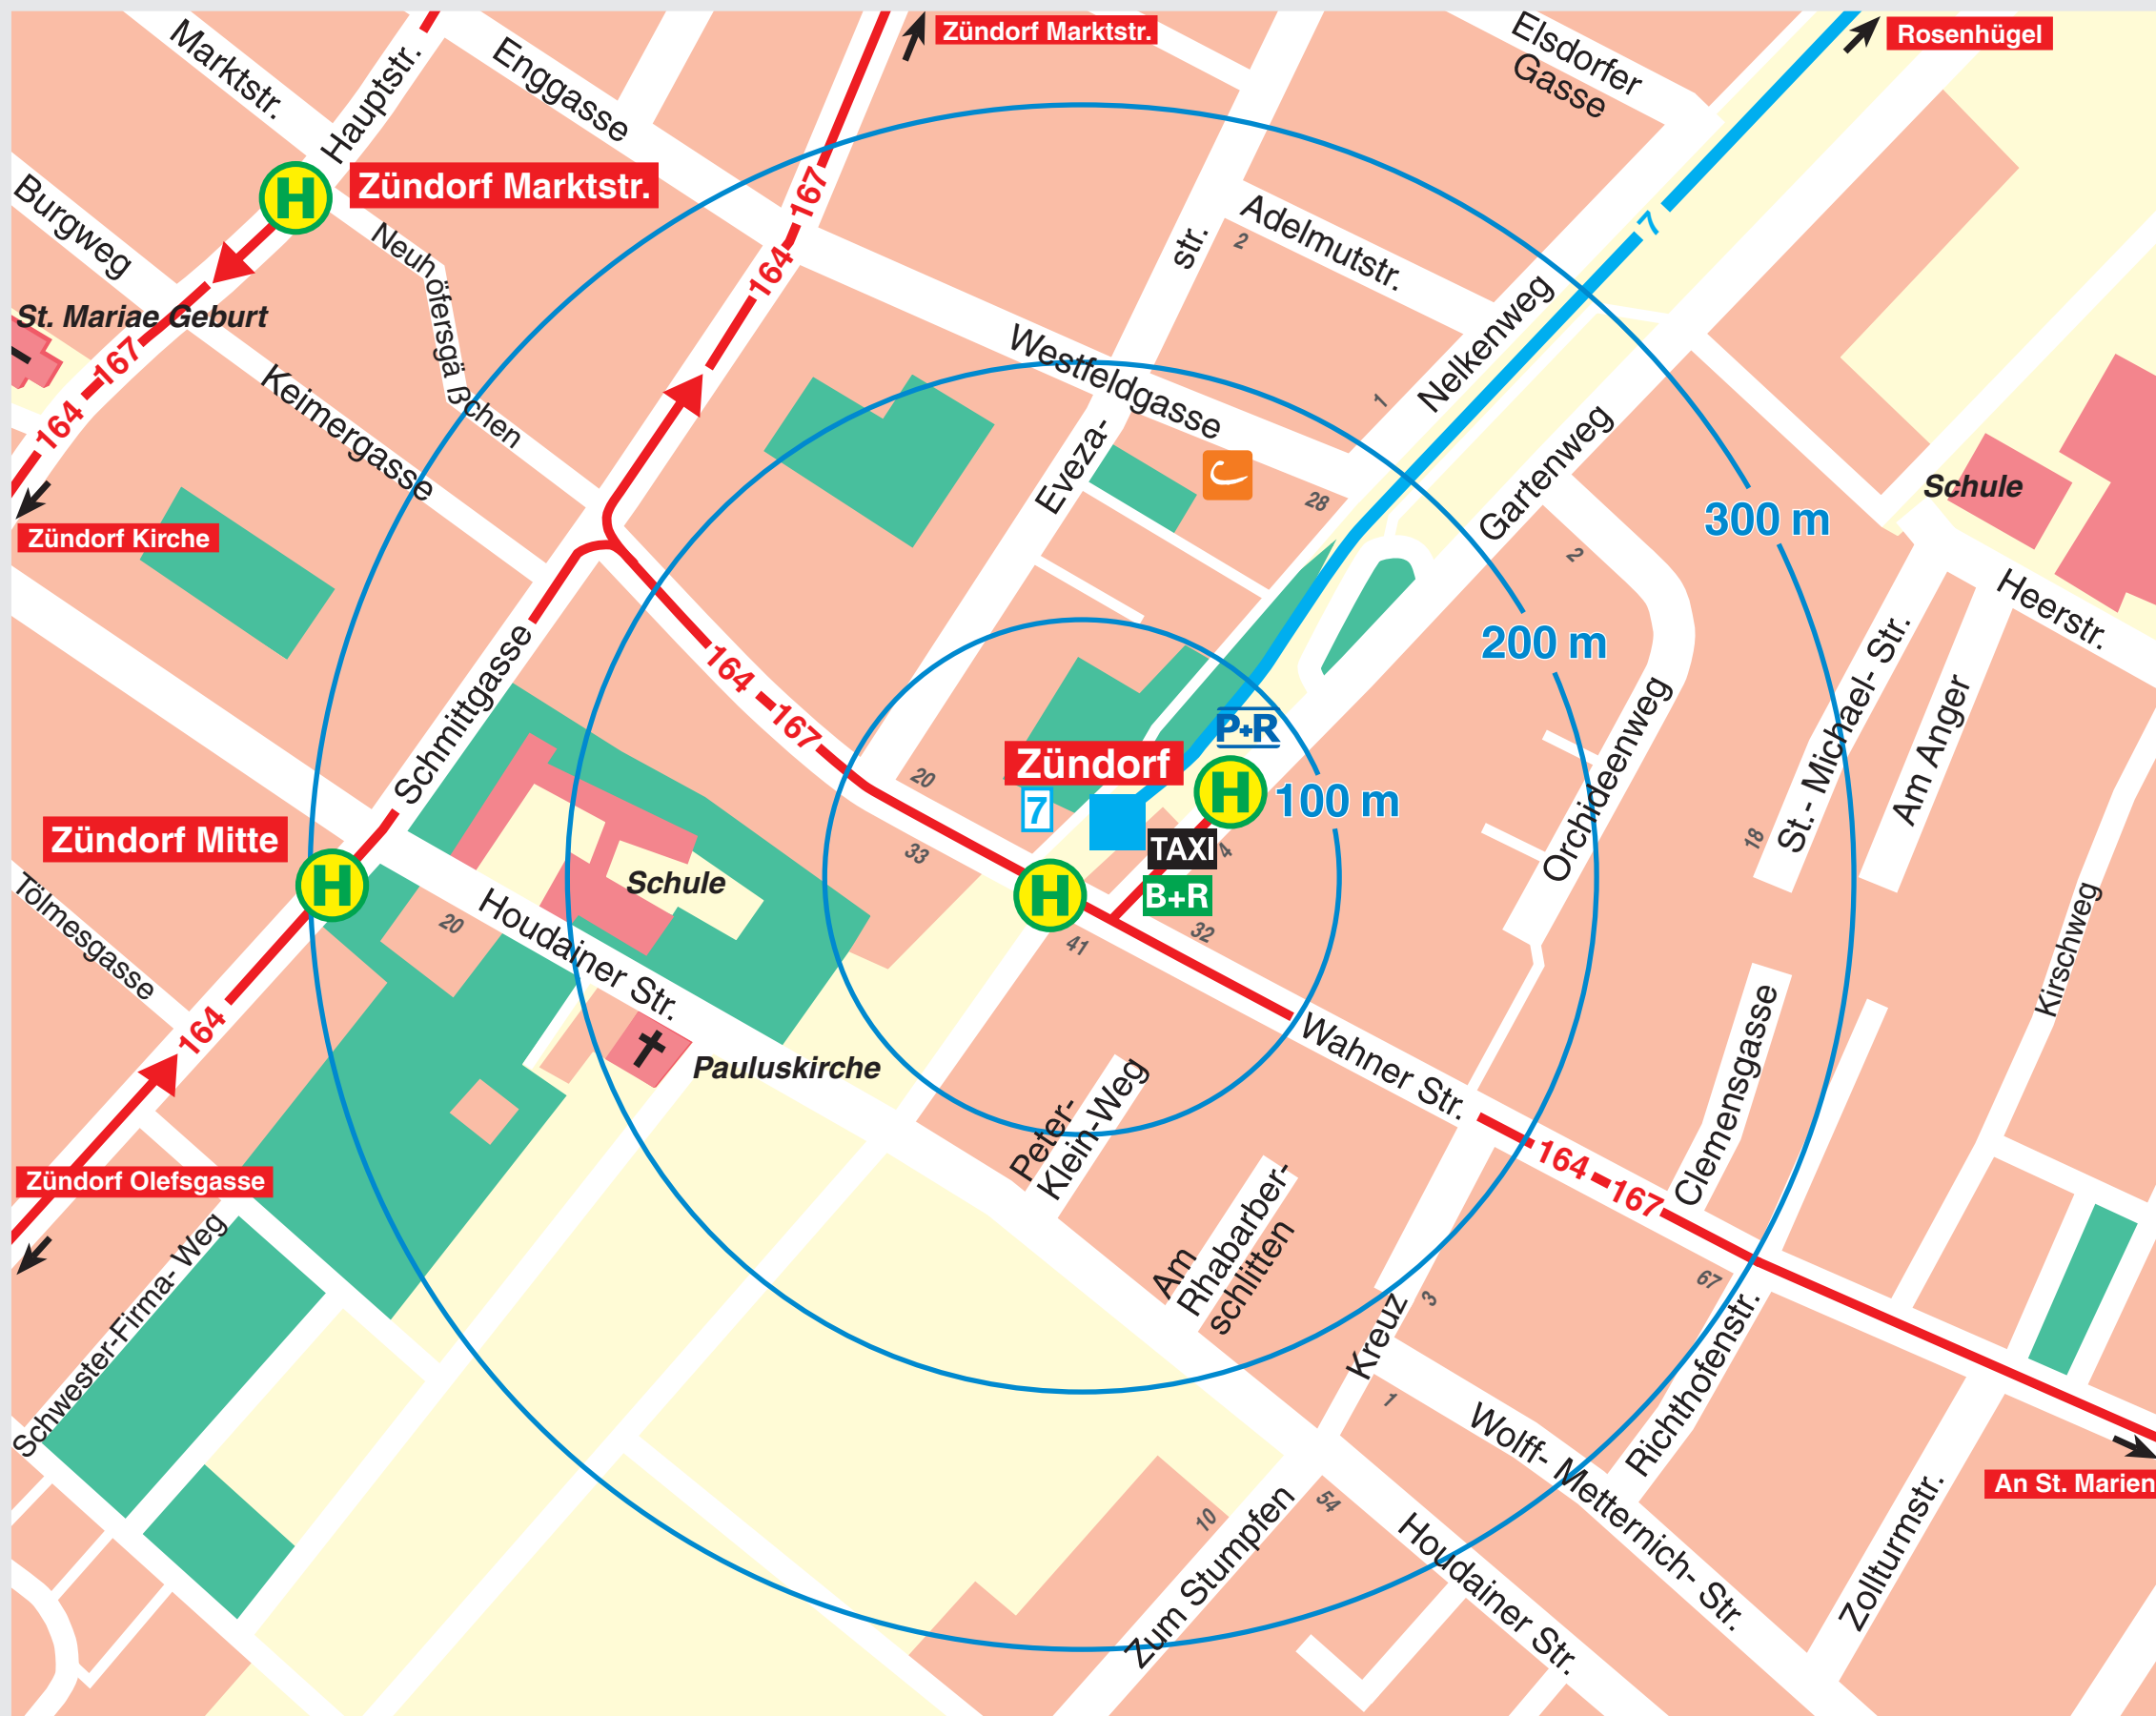 Zündorf Marktstr.
Rosenhügel
Marktstr.
Hauptstr.
Enggasse
Elsdorfer
Gasse
H
Zündorf Marktstr.
Burgweg
Neuhöfersgäßchen
164
167
str.
2
Adelmutstr.
7
Nelkenweg
St. Mariae Geburt
164
167
Keimergasse
Westfeldgasse
1
Eveza-
28
Gartenweg
2
Schule
300 m
Zündorf Kirche
Heerstr.
200 m
Schmittgasse
164
167
St.- Michael- Str.
Am Anger
Orchideenweg
P+R
Zündorf
7
H
100 m
20
33
TAXI
4
B+R
H
41
32
18
Zündorf Mitte
H
Schule
20
Houdainer Str.
Tölmesgasse
Kirschweg
Clemensgasse
164
Pauluskirche
Wahner Str.
Peter-
Klein-Weg
164
167
Zündorf Olefsgasse
Am
Rhabarber-
schlitten
67
3
Kreuz
Schwester-Firma- Weg
Richthofenstr.
1
Wolff- Metternich- Str.
An St. Marien
10
54
Zum Stumpfen
Houdainer Str.
Zollturmstr.